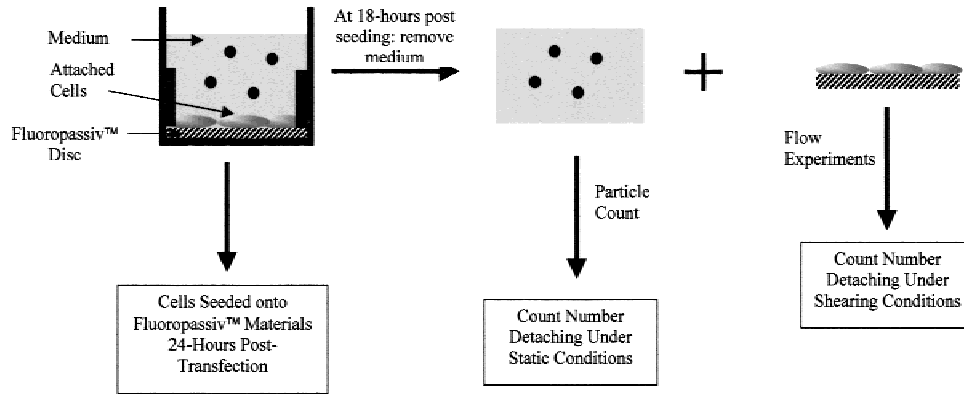 Medium
Attached
Cells
Fluoropassiv™
Disc
At 18-hours post
seeding: remove
medium
Particle
Count
Flow
Experiments
Cells Seeded onto
Fluoropassiv™ Materials
24-Hours Post-
Transfection
Count Number
Detaching Under
Static Conditions
Count Number
Detaching Under
Shearing Conditions